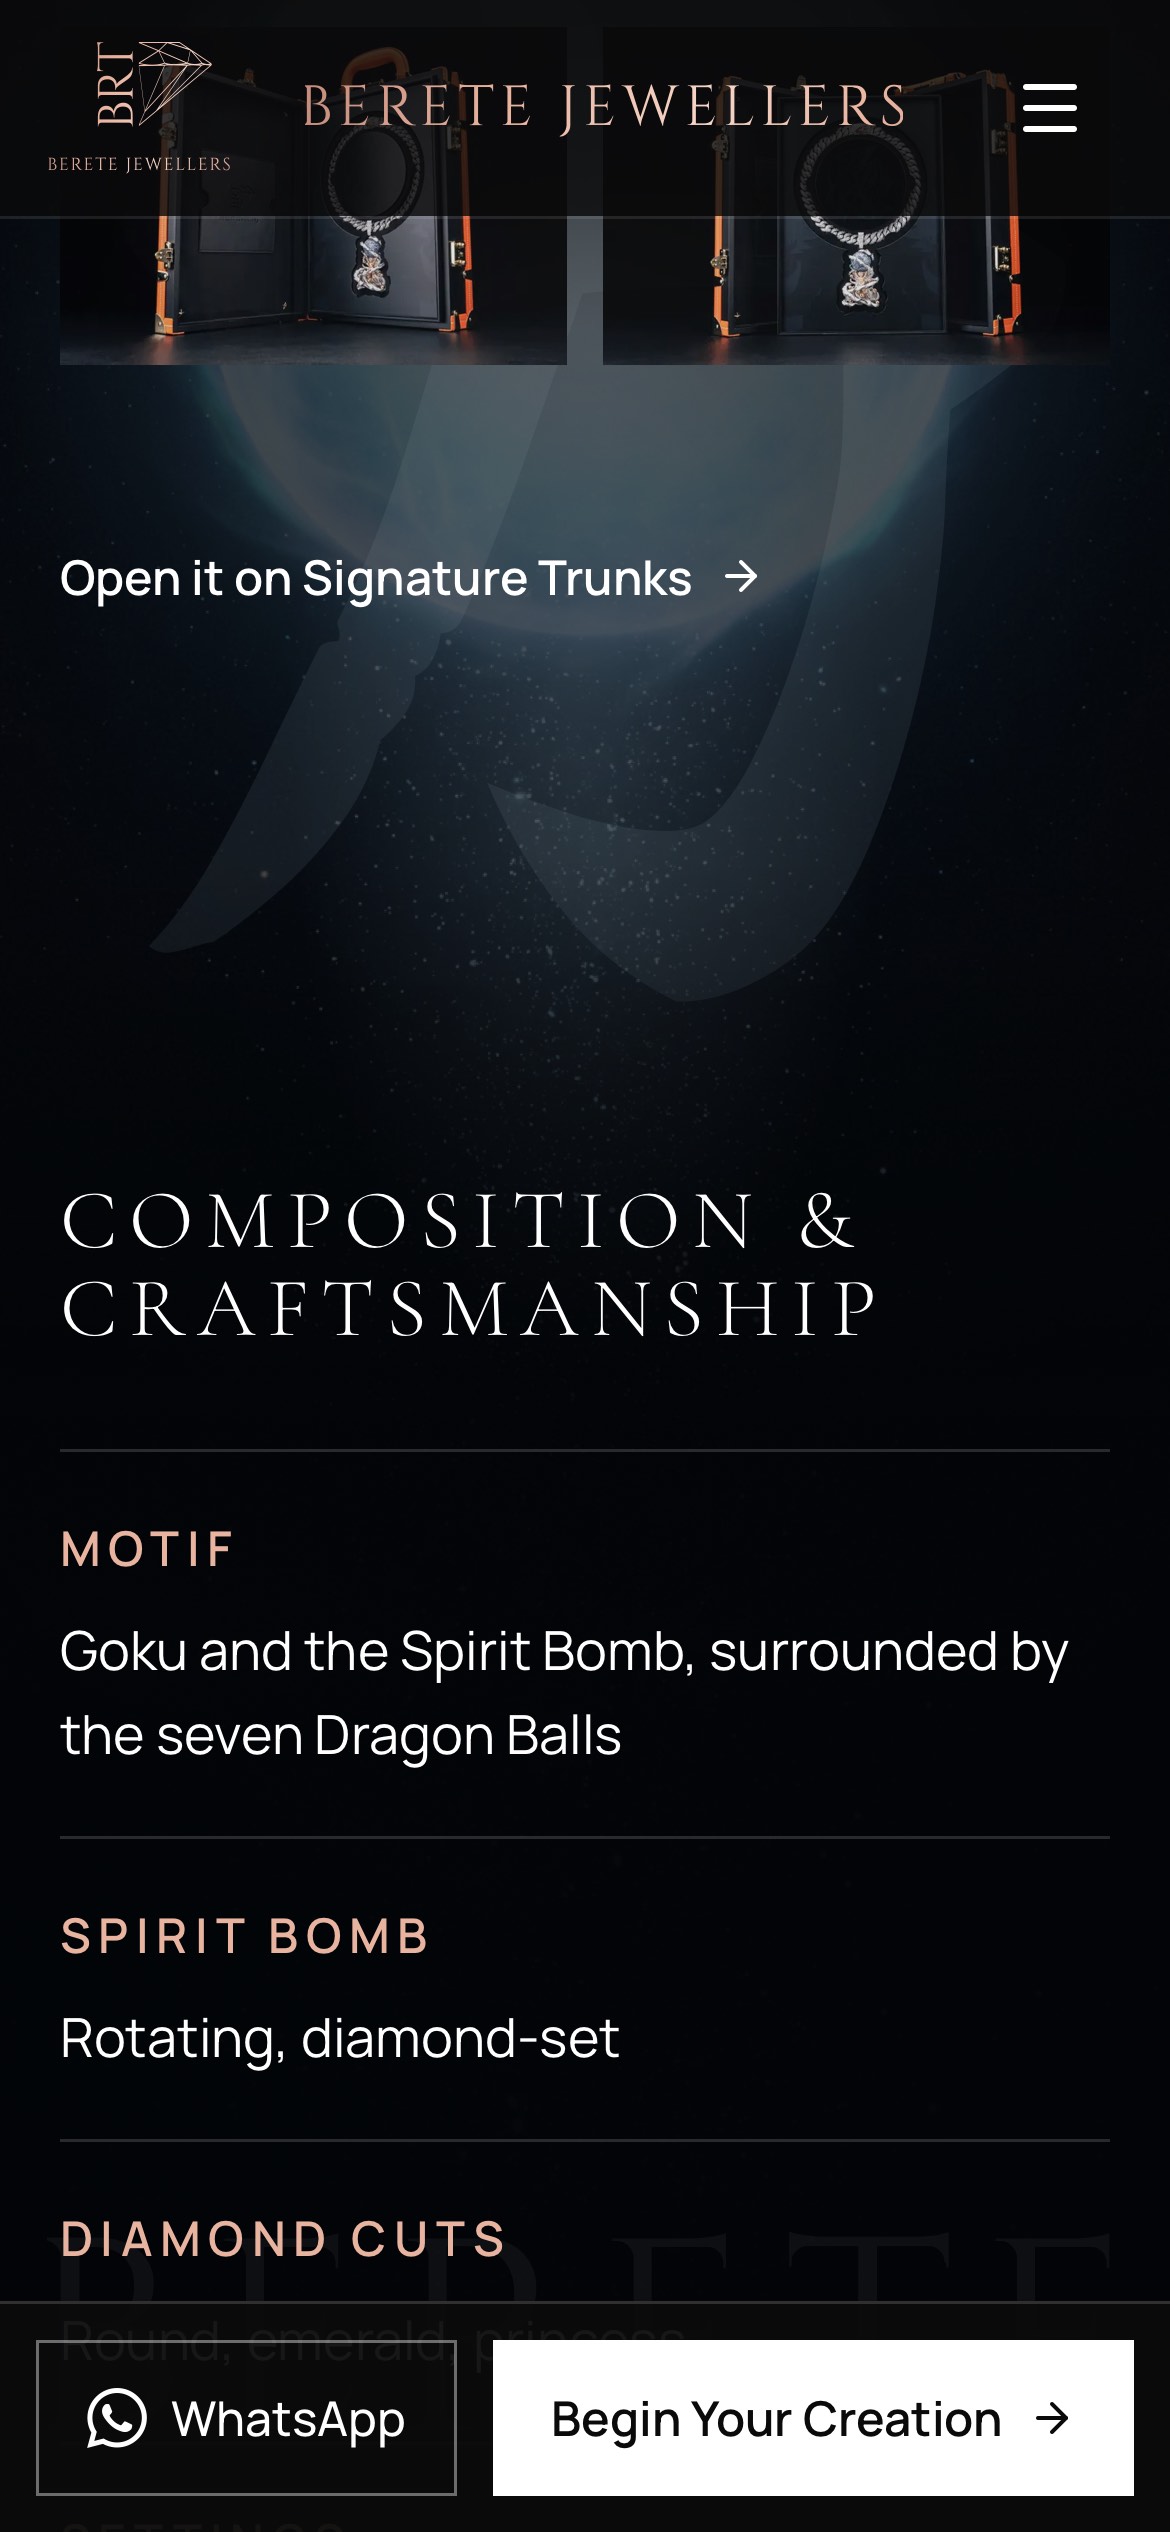 BRT
BERETE JEWELLERS
BERETE JEWELLERS
Open it on Signature Trunks
COMPOSITION &
CRAFTSMANSHIP
MOTIF
Goku and the Spirit Bomb, surrounded by
the seven Dragon Balls
SPIRIT BOMB
Rotating, diamond-set
DIAMOND CUTS
BERETE
Round, emerald, princess
WhatsApp
Begin Your Creation
SETTINGS